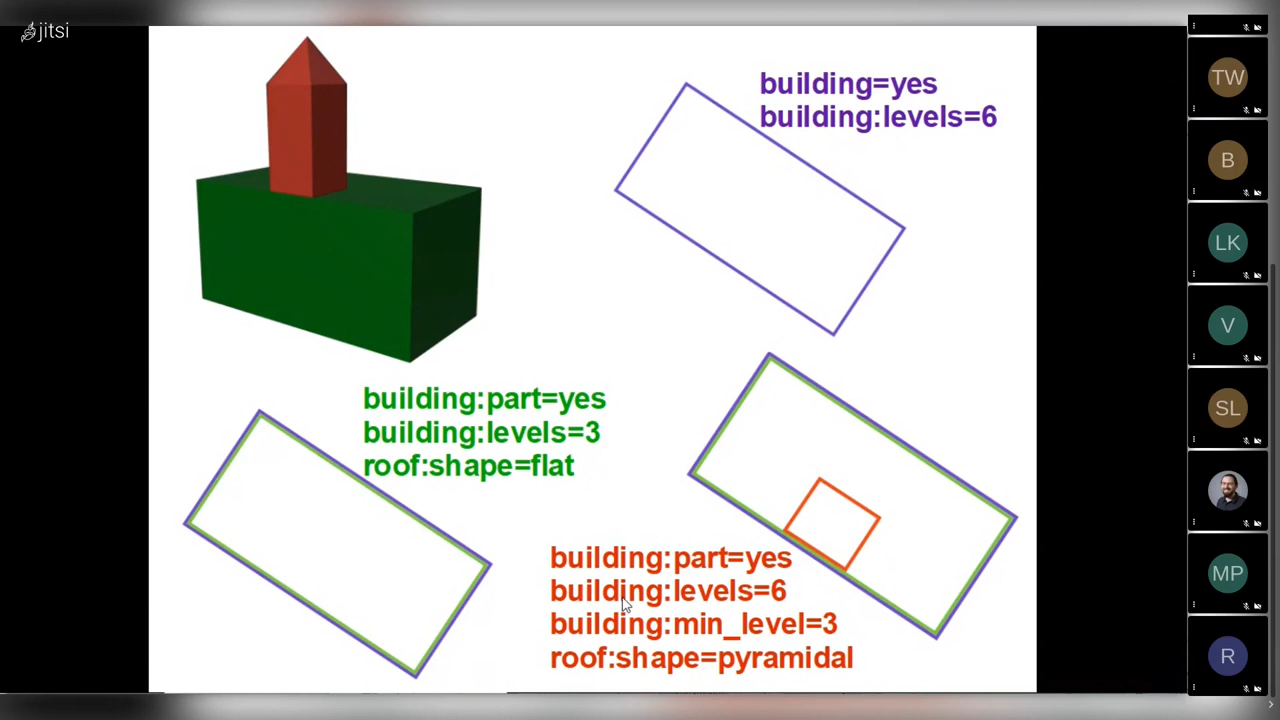 jitsi
building=yes
building:levels=6
building:part=yes
building:levels=3
roof:shape=flat
building:part=yes
building:levels=6
building:min_level=3
roof:shape=pyramidal
TW
B
LK
V
SL
MP
R